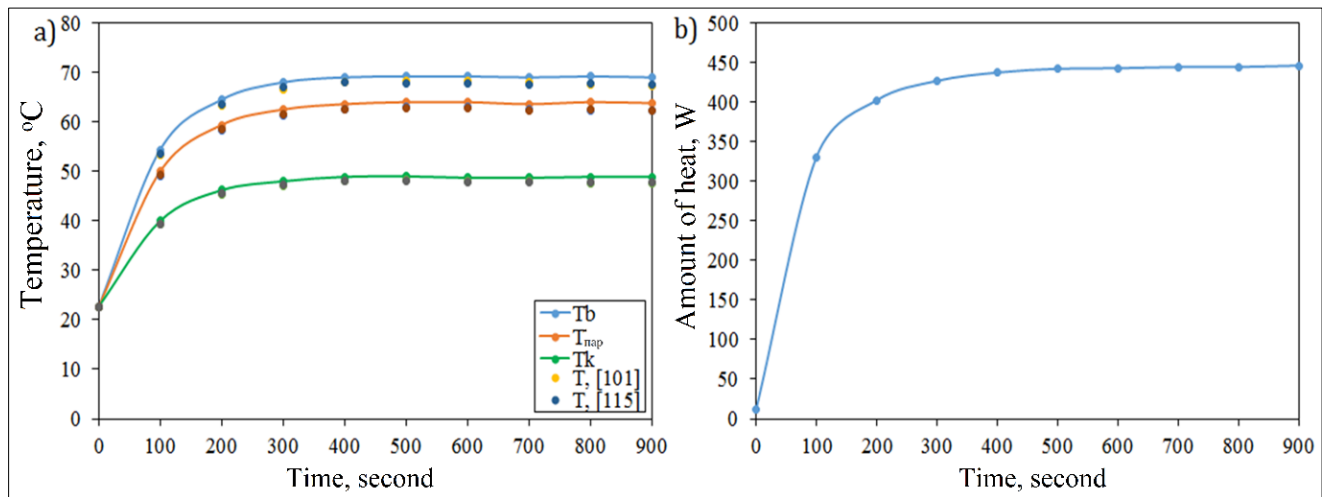 a)
Temperature, °C
80
70
60
50
40
30
20
10
0
0 100 200 300 400 500 600 700 800 900
Time, second
Tb
Tпар
Tk
T, [101]
T, [115]
b)
Amount of heat, W
500
450
400
350
300
250
200
150
100
50
0
0 100 200 300 400 500 600 700 800 900
Time, second